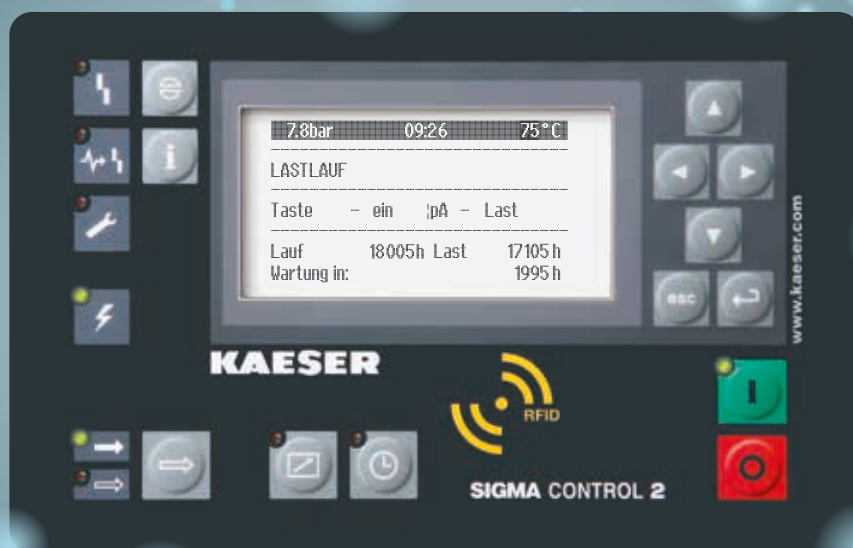 7.8bar 09:26 75°C
LASTLAUF
Taste - ein ¦pA - Last
Lauf 18005h Last 17105h
Wartung in: 1995h
esc
www.kaeser.com
KAESER
RFID
SIGMA CONTROL 2